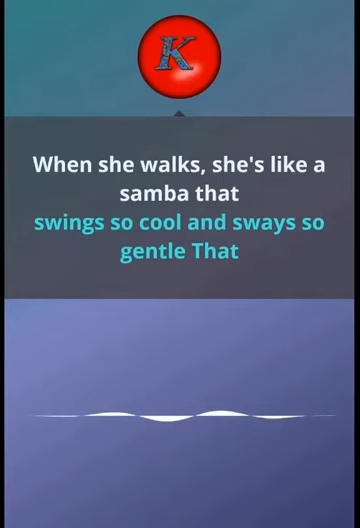 K
When she walks, she's like a
samba that
swings so cool and sways so
gentle That